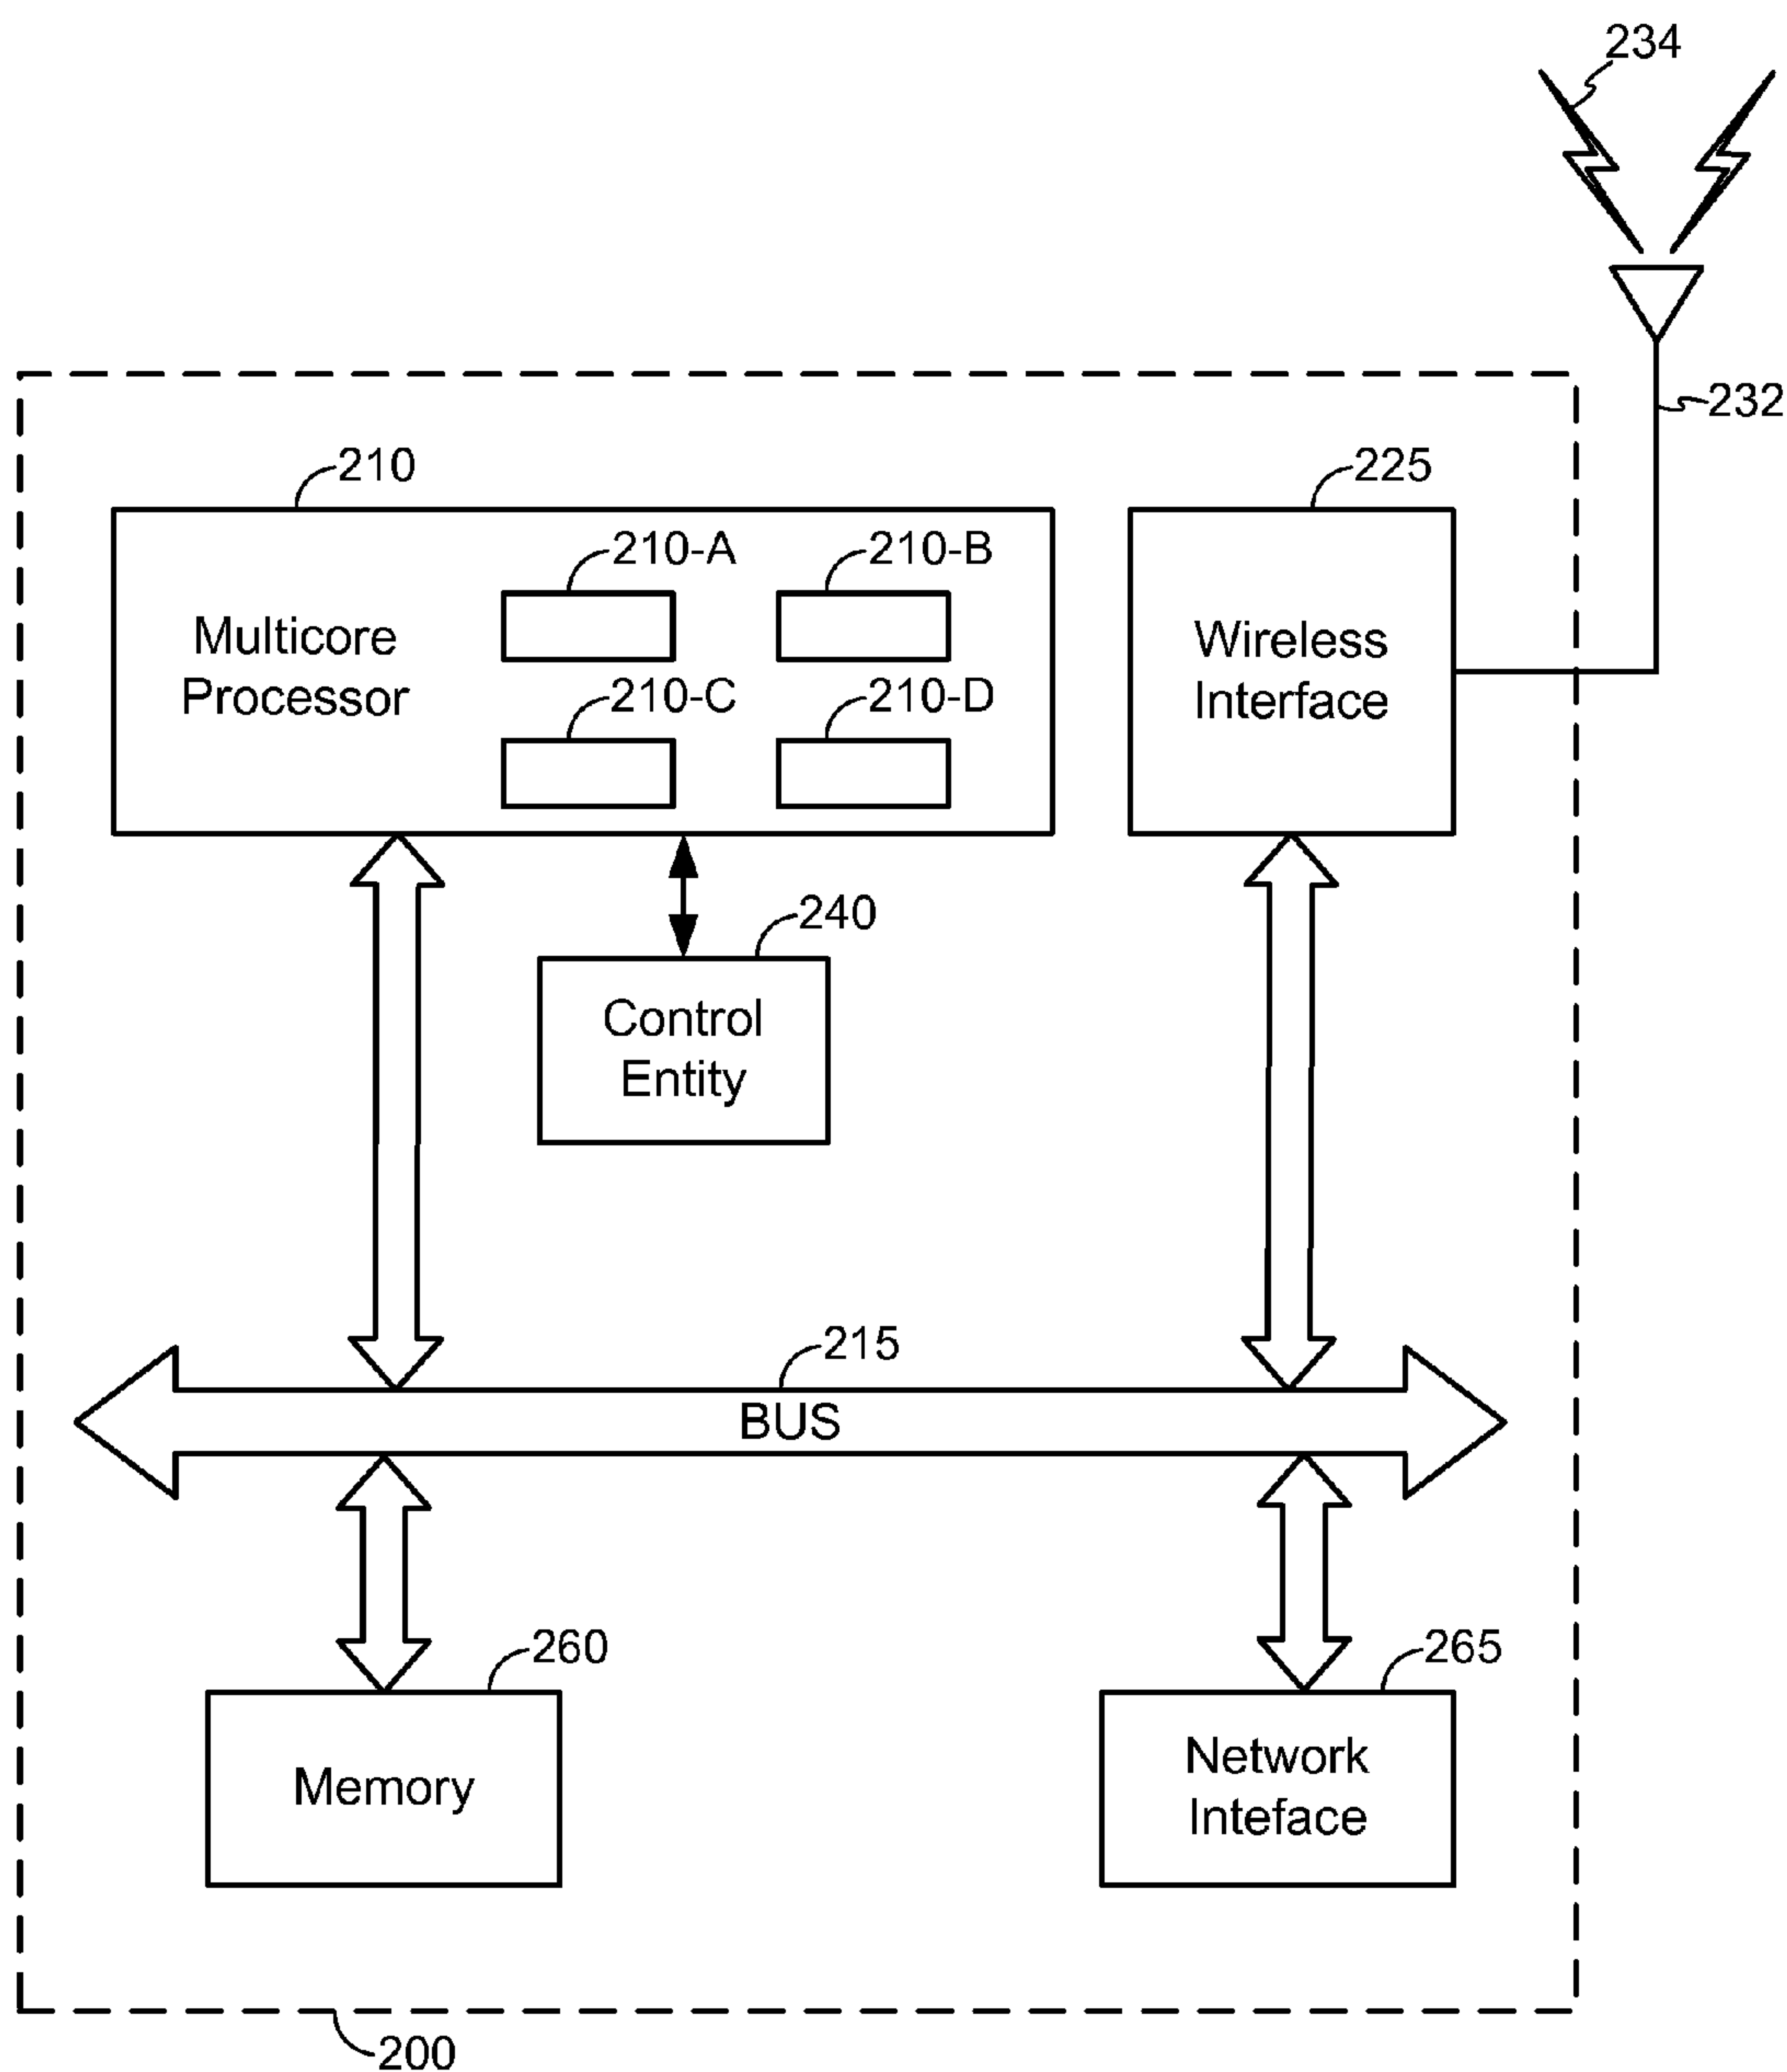 234
232
210
225
210-A
210-B
Multicore
Processor
210-C
210-D
Wireless
Interface
240
Control
Entity
215
BUS
260
265
Memory
Network
Inteface
200